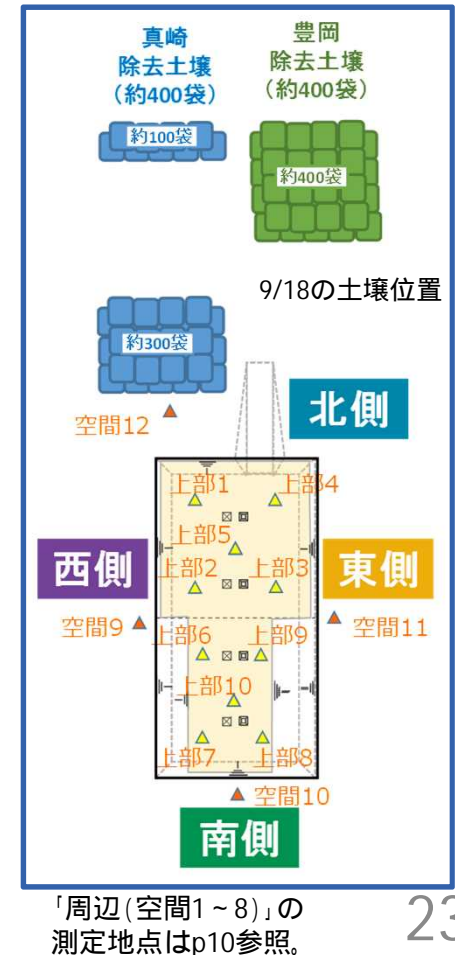 真崎
除去土壌
(約400袋)
豊岡
除去土壌
(約400袋)
約100袋
約400袋
9/18の土壌位置
約300袋
空間12
北側
上部1
上部4
上部5
西側
上部2
上部3
東側
空間9
上部6
上部9
空間11
上部10
上部7
上部8
空間10
南側
「周辺(空間1~8)」の
測定地点はp10参照。
23